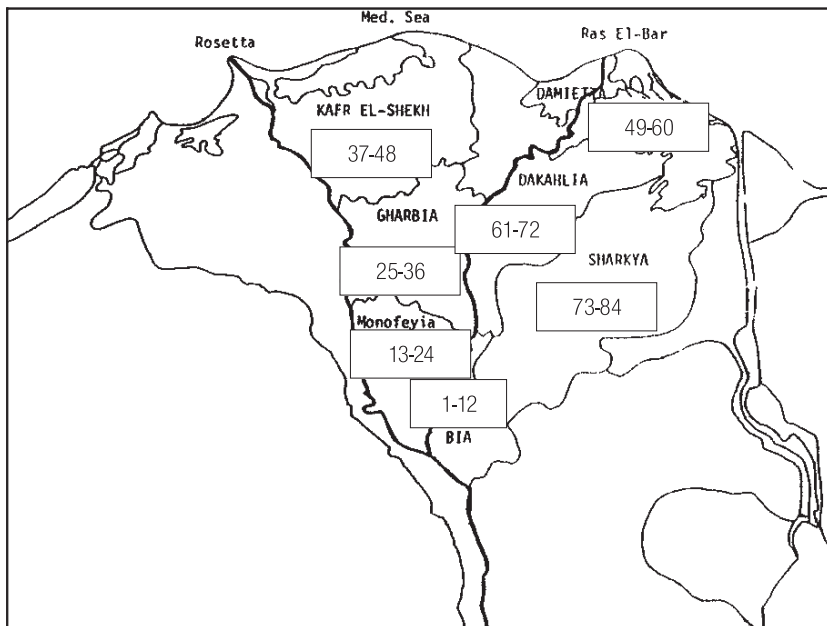 Med. Sea
Rosetta
Ras El-Bar
KAFR EL-SHEKH
DAMIETTA
49-60
37-48
DAKAHLIA
GHARBIA
61-72
25-36
SHARKYA
73-84
Monofeyia
13-24
1-12
BIA